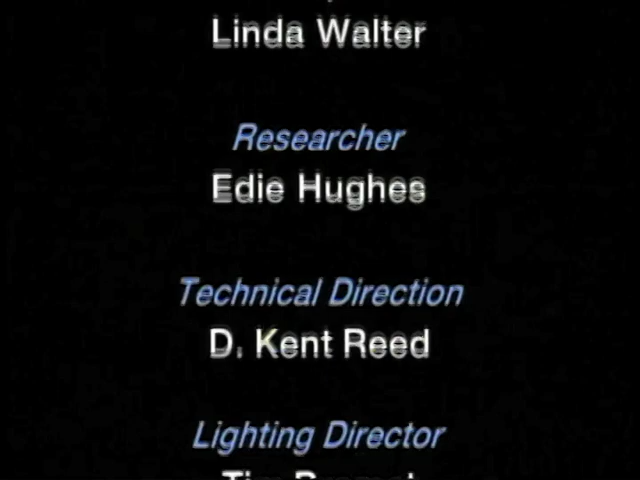 Linda Walter
Researcher
Edie Hughes
Technical Direction
D. Kent Reed
Lighting Director